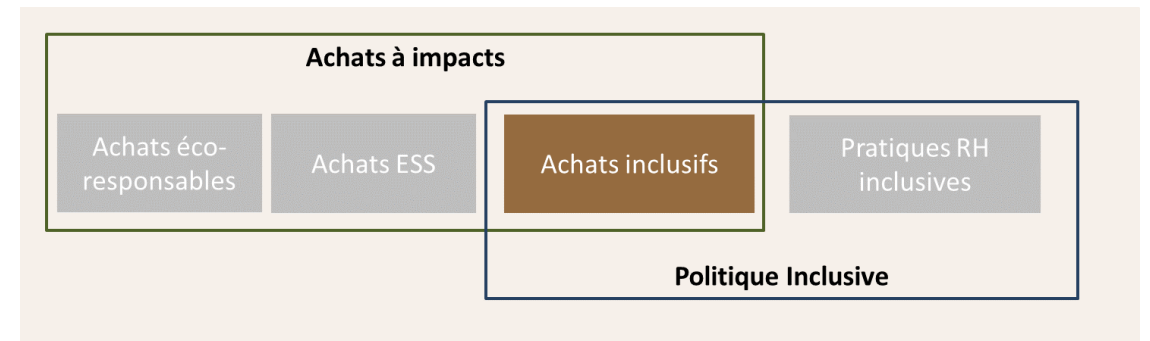 Achats à impacts
Achats éco-
responsables
Achats ESS
Achats inclusifs
Pratiques RH
inclusives
Politique Inclusive